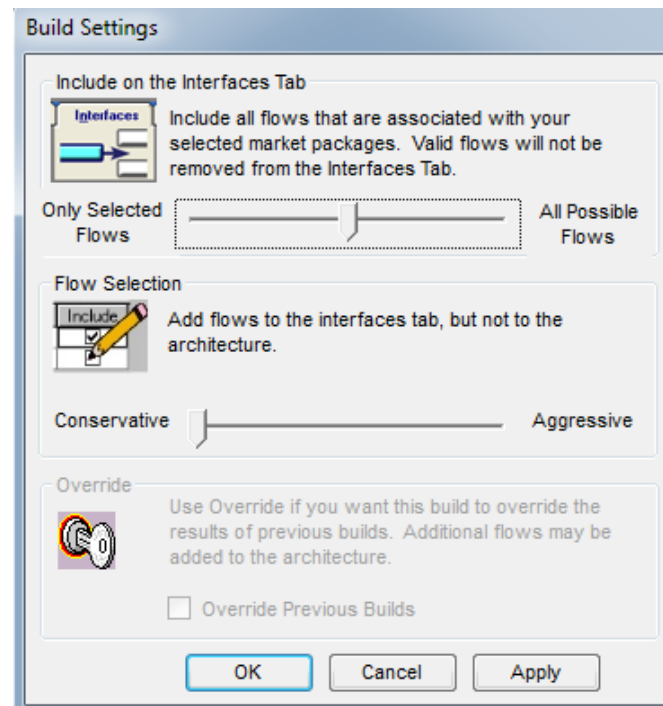 Build Settings
Include on the Interfaces Tab
Interfaces
Include all flows that are associated with your
selected market packages. Valid flows will not be
removed from the Interfaces Tab.
Only Selected
Flows
All Possible
Flows
Flow Selection
Include
Add flows to the interfaces tab, but not to the
architecture.
Conservative
Aggressive
Override
Use Override if you want this build to override the
results of previous builds. Additional flows may be
added to the architecture.
Override Previous Builds
OK
Cancel
Apply